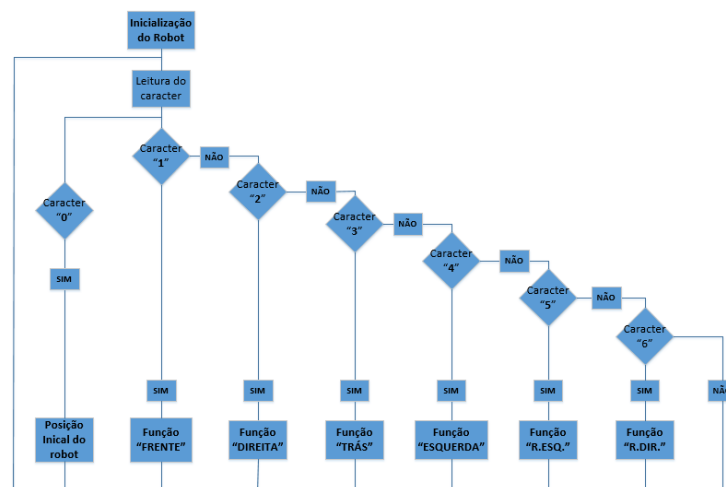 Inicialização
do Robot
Leitura do
caracter
Caracter
“1”
NÃO
Caracter
“2”
NÃO
Caracter
“0”
Caracter
“3”
NÃO
Caracter
“4”
NÃO
Caracter
“5”
NÃO
Caracter
“6”
SIM
SIM
SIM
SIM
SIM
SIM
SIM
NÃO
Posição
Inical do
robot
Função
“FRENTE”
Função
“DIREITA”
Função
“TRÁS”
Função
“ESQUERDA”
Função
“R.ESQ.”
Função
“R.DIR.”